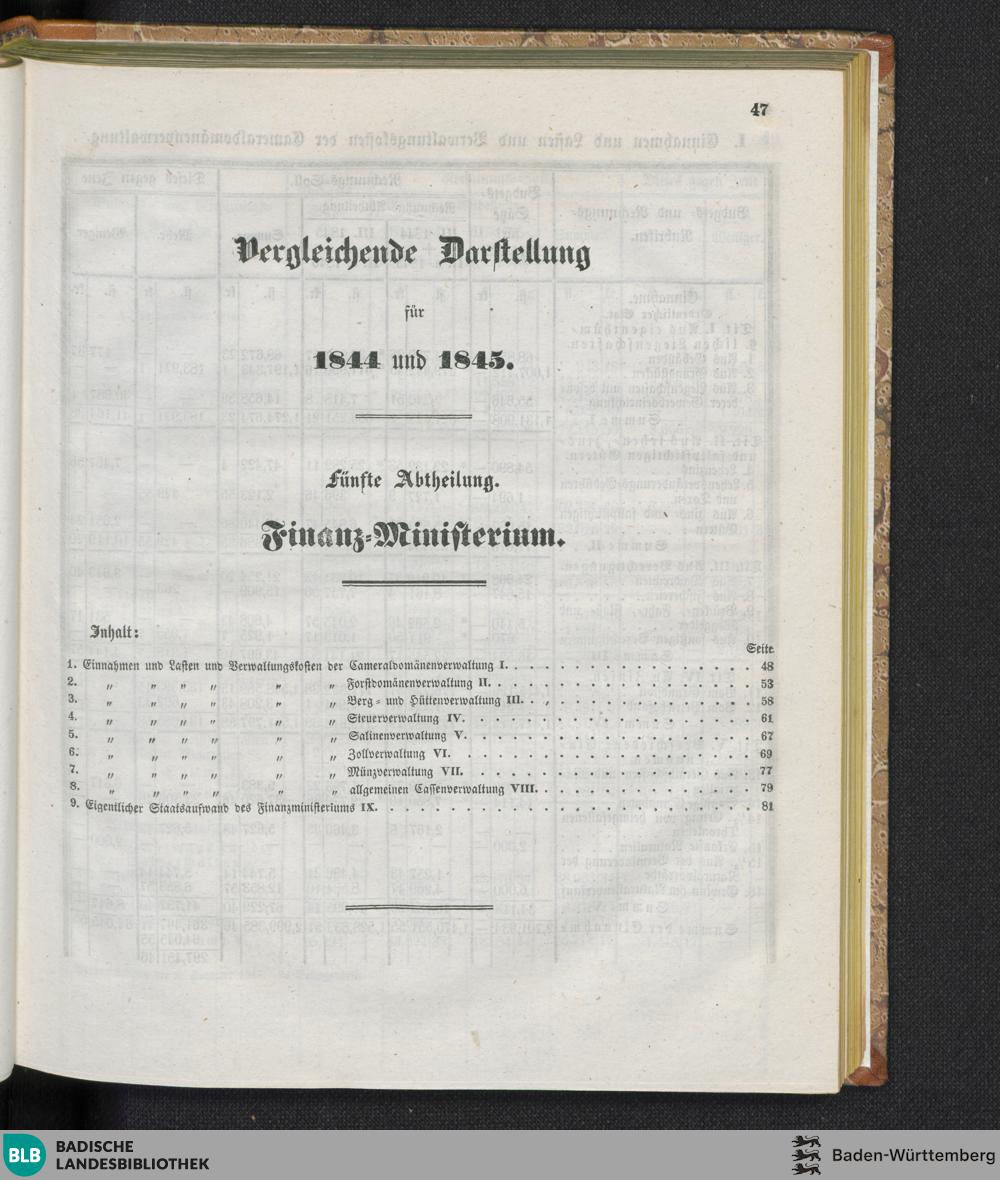 47
Vergleichende Darstellung
für
1844 und 1845.
Fünfte Abtheilung.
Finanz-Ministerium.
Inhalt:
Seite
1. Einnahmen und Lasten und Verwaltungskosten der Cameraldomänenverwaltung I. . . . . . . . . . . . . . . 48
2. „ „ „ „ „ „ Forstdomänenverwaltung II. . . . . . . . . . . . . . . . 53
3. „ „ „ „ „ „ Berg- und Hüttenverwaltung III. . . . . . . . . . . . . . 58
4. „ „ „ „ „ „ Steuerverwaltung IV. . . . . . . . . . . . . . . . . 61
5. „ „ „ „ „ „ Salinenverwaltung V. . . . . . . . . . . . . . . . . 67
6. „ „ „ „ „ „ Zollverwaltung VI. . . . . . . . . . . . . . . . . . 69
7. „ „ „ „ „ „ Münzverwaltung VII. . . . . . . . . . . . . . . . . 77
8. „ „ „ „ „ „ allgemeinen Cassenverwaltung VIII. . . . . . . . . . . . . 79
9. Eigentlicher Staatsaufwand des Finanzministeriums IX. . . . . . . . . . . . . . . . . . . . . . 81
BLB BADISCHE
LANDESBIBLIOTHEK
Baden-Württemberg